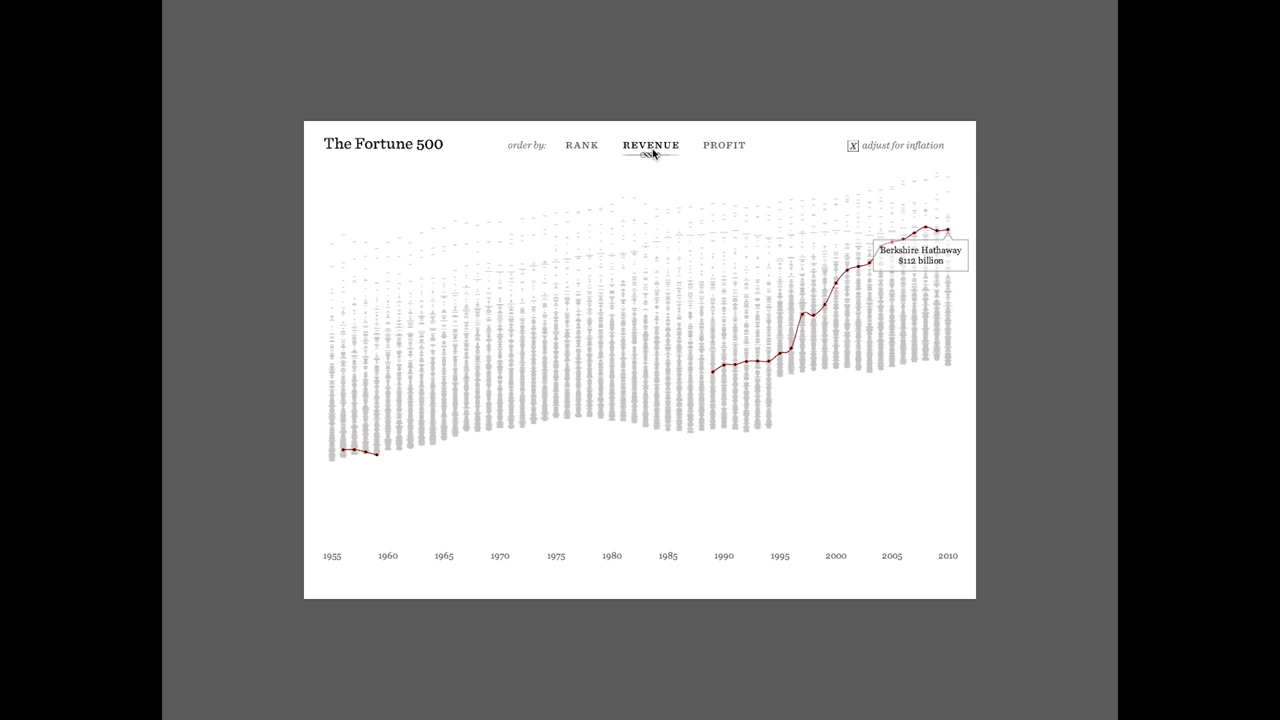 The Fortune 500
order by: RANK REVENUE PROFIT
X adjust for inflation
Berkshire Hathaway
$112 billion
1955 1960 1965 1970 1975 1980 1985 1990 1995 2000 2005 2010